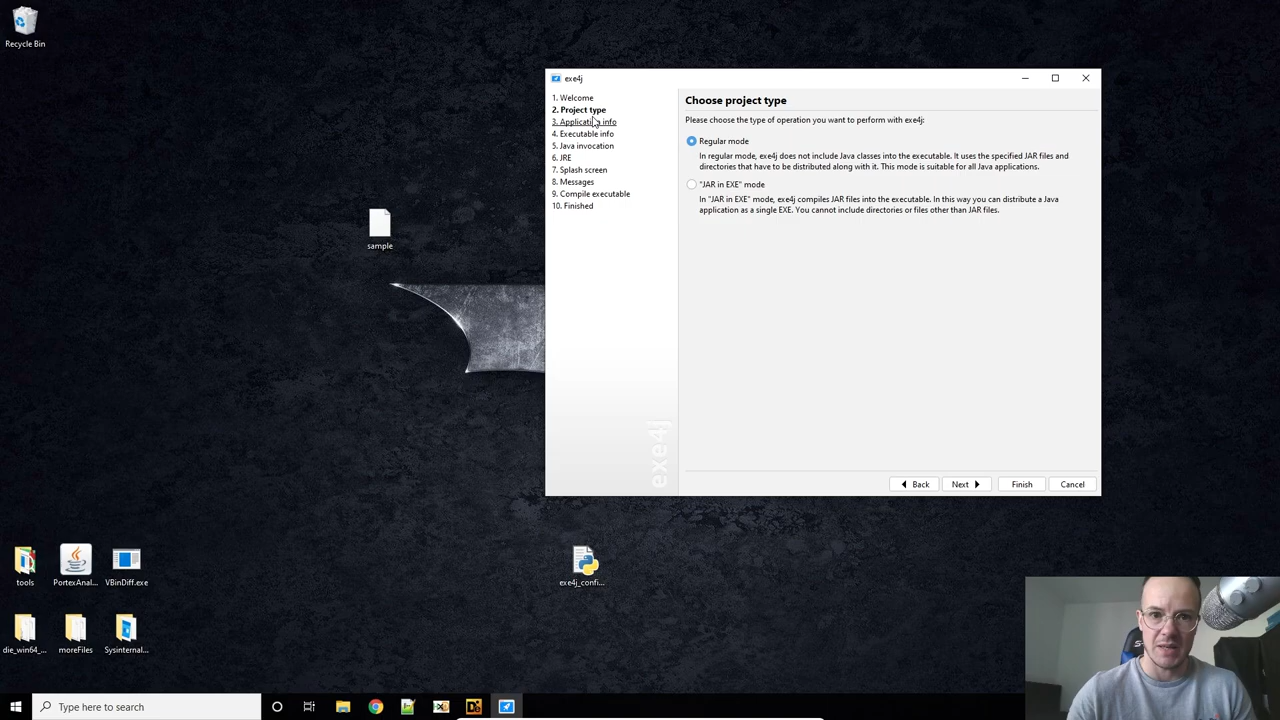 Recycle Bin
exe4j
1. Welcome
2. Project type
3. Application info
4. Executable info
5. Java invocation
6. JRE
7. Splash screen
8. Messages
9. Compile executable
10. Finished
exe4j
Choose project type
Please choose the type of operation you want to perform with exe4j:
Regular mode
In regular mode, exe4j does not include Java classes into the executable. It uses the specified JAR files and
directories that have to be distributed along with it. This mode is suitable for all Java applications.
"JAR in EXE" mode
In "JAR in EXE" mode, exe4j compiles JAR files into the executable. In this way you can distribute a Java
application as a single EXE. You cannot include directories or files other than JAR files.
Back
Next
Finish
Cancel
sample
exe4j_confi...
tools
PortexAnal...
VBinDiff.exe
die_win64_...
moreFiles
Sysinternal...
Type here to search